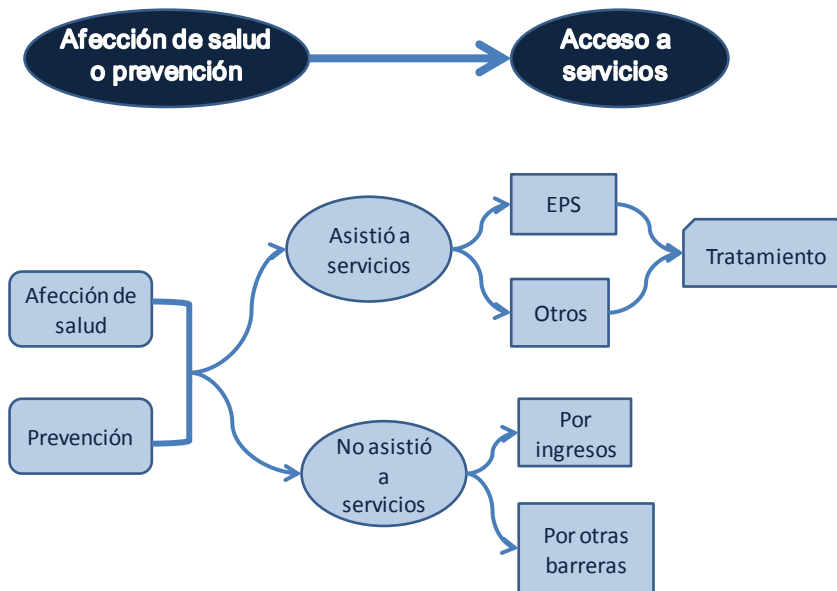 Afección de salud
o prevención
Acceso a
servicios
Afección de
salud
Prevención
Asistió a
servicios
No asistió
a
servicios
EPS
Otros
Por
ingresos
Por otras
barreras
Tratamiento